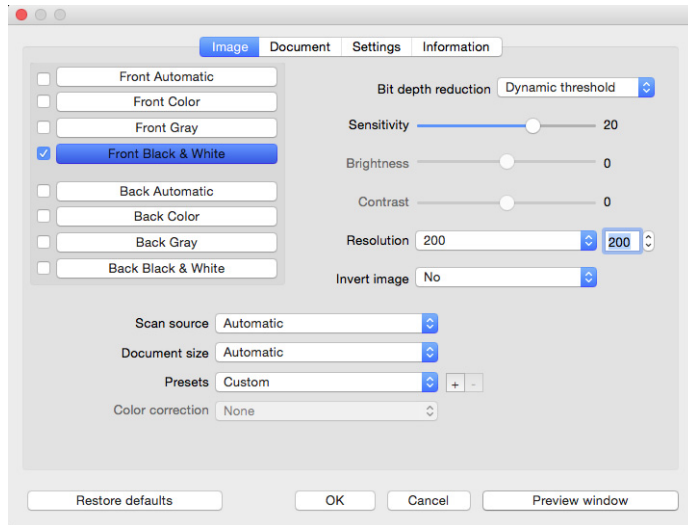 Image Document Settings Information
Front Automatic
Front Color
Front Gray
Front Black & White
Back Automatic
Back Color
Back Gray
Back Black & White
Bit depth reduction Dynamic threshold
Sensitivity 20
Brightness 0
Contrast 0
Resolution 200 200
Invert image No
Scan source Automatic
Document size Automatic
Presets Custom + -
Color correction None
Restore defaults OK Cancel Preview window